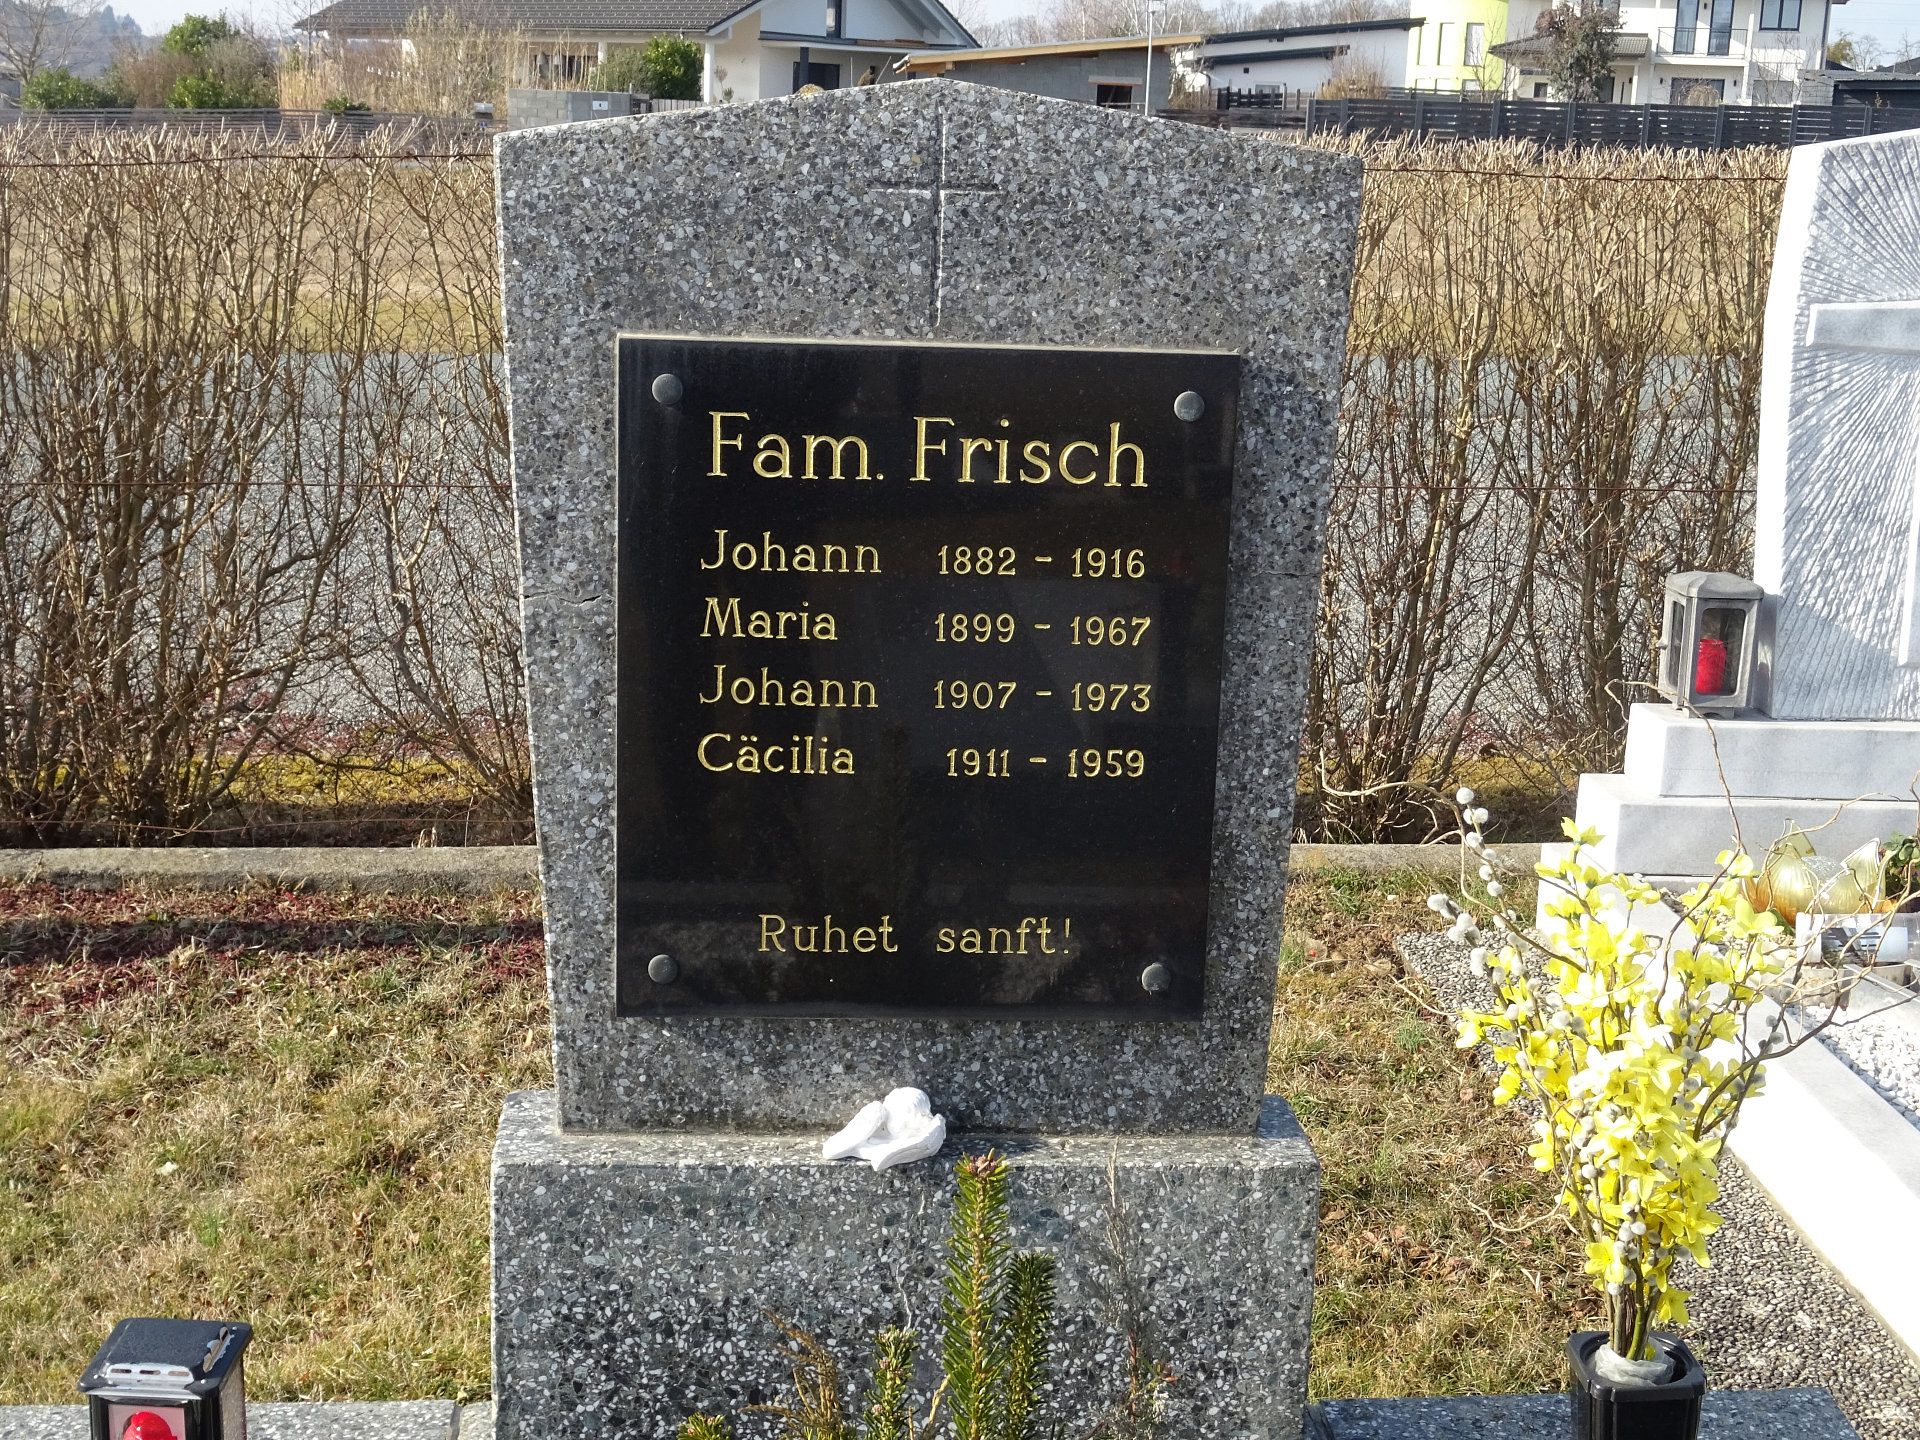 Fam. Frisch
Johann 1882 - 1916
Maria 1899 - 1967
Johann 1907 - 1973
Cäcilia 1911 - 1959
Ruhet sanft!